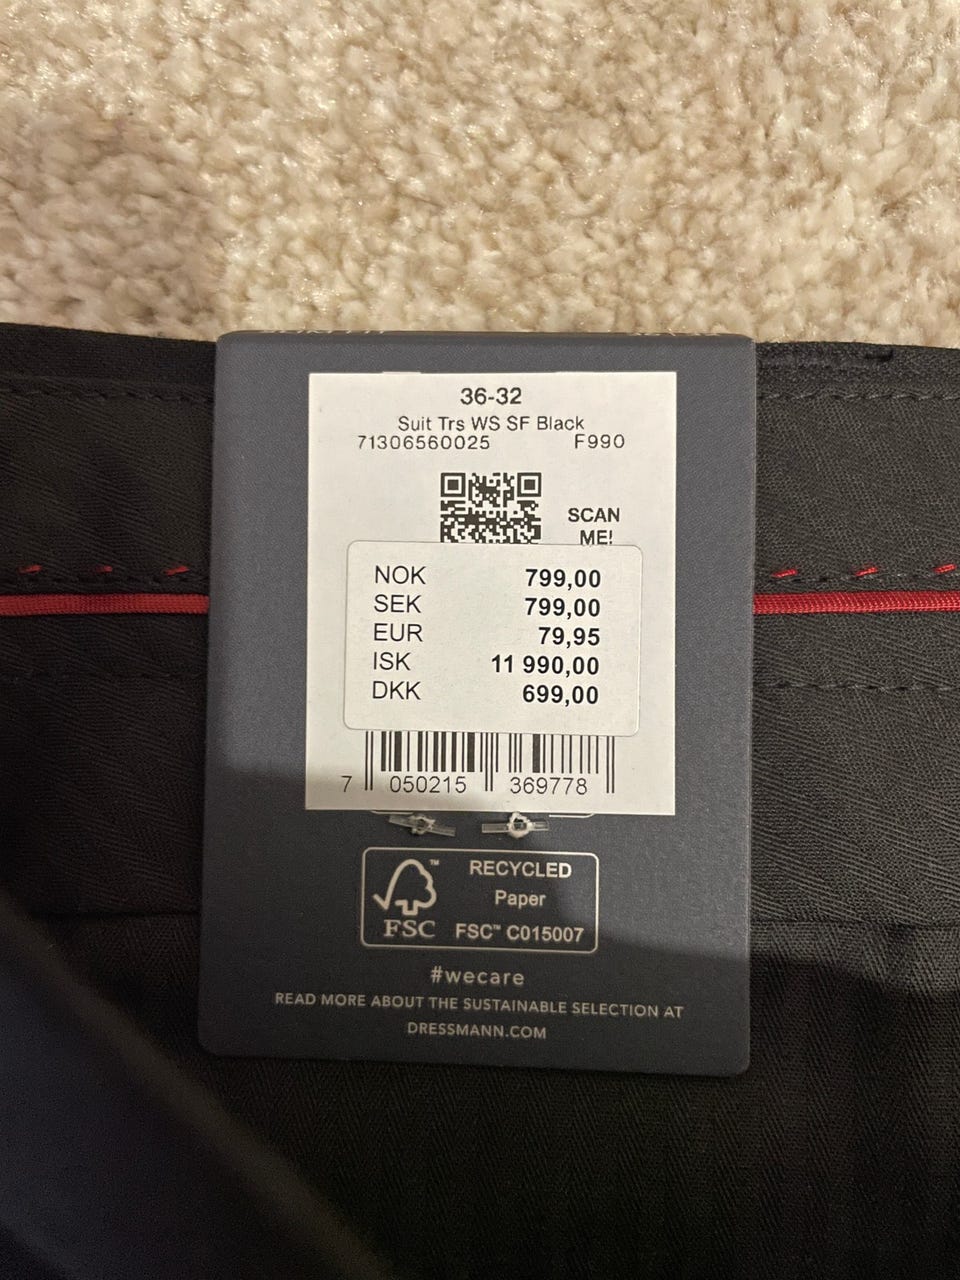 36-32
Suit Trs WS SF Black
71306560025 F990
SCAN
ME!
NOK 799,00
SEK 799,00
EUR 79,95
ISK 11 990,00
DKK 699,00
7 050215 369778
RECYCLED
Paper
FSC™ C015007
™
FSC
#wecare
READ MORE ABOUT THE SUSTAINABLE SELECTION AT
DRESSMANN.COM